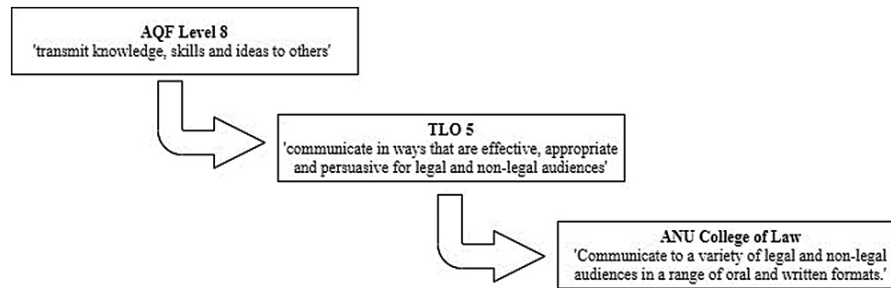 AQF Level 8
'transmit knowledge, skills and ideas to others'
TLO 5
'communicate in ways that are effective, appropriate
and persuasive for legal and non-legal audiences'
ANU College of Law
'Communicate to a variety of legal and non-legal
audiences in a range of oral and written formats.'